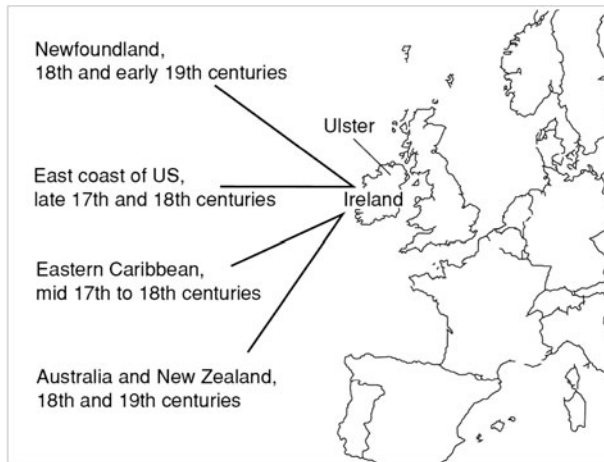 Newfoundland,
18th and early 19th centuries
Ulster
East coast of US,
late 17th and 18th centuries
Ireland
Eastern Caribbean,
mid 17th to 18th centuries
Australia and New Zealand,
18th and 19th centuries